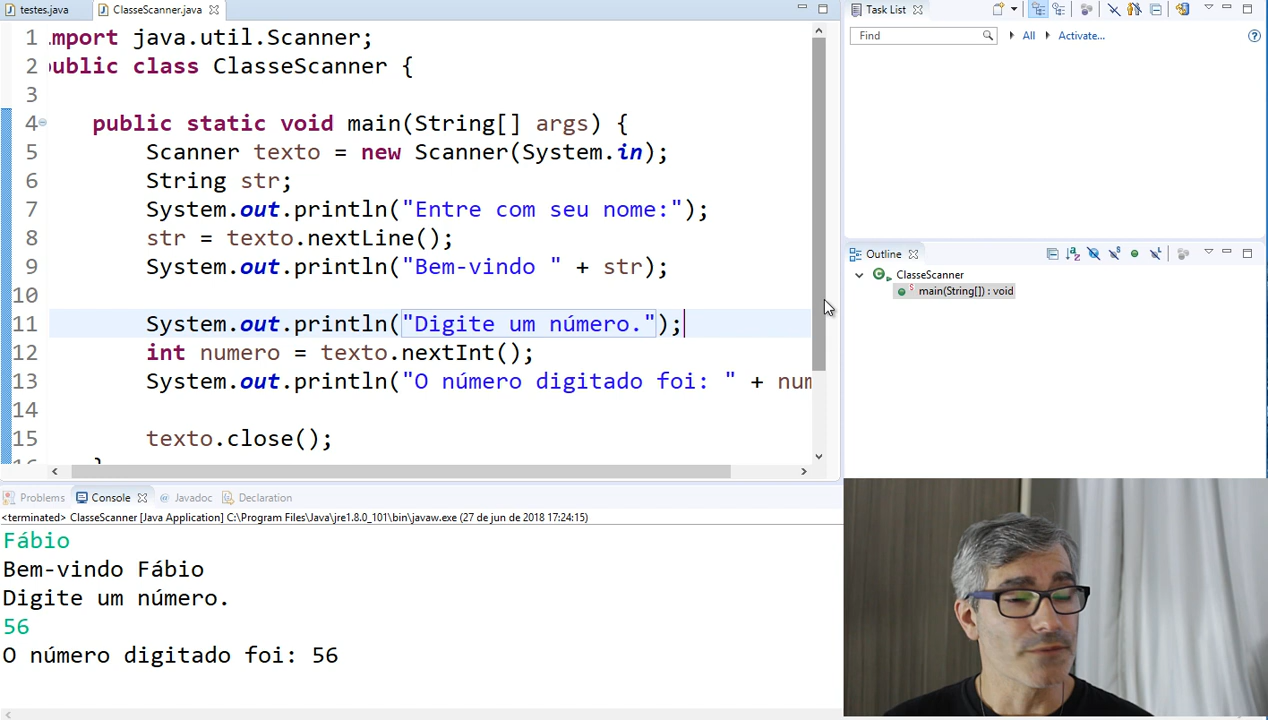 testes.java
ClasseScanner.java
1 import java.util.Scanner;
2 public class ClasseScanner {
3
4 public static void main(String[] args) {
5 Scanner texto = new Scanner(System.in);
6 String str;
7 System.out.println("Entre com seu nome:");
8 str = texto.nextLine();
9 System.out.println("Bem-vindo " + str);
10
11 System.out.println("Digite um número.");
12 int numero = texto.nextInt();
13 System.out.println("O número digitado foi: " + num
14
15 texto.close();
16 }
Problems
Console
Javadoc
Declaration
<terminated> ClasseScanner [Java Application] C:\Program Files\Java\jre1.8.0_101\bin\javaw.exe (27 de jun de 2018 17:24:15)
Fábio
Bem-vindo Fábio
Digite um número.
56
O número digitado foi: 56
Task List
Find
All
Activate...
Outline
ClasseScanner
main(String[]) : void